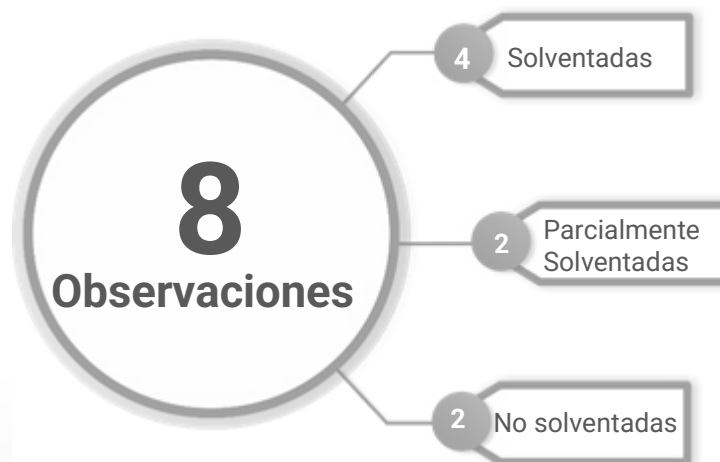 8
Observaciones
4
Solventadas
2
Parcialmente
Solventadas
2
No solventadas